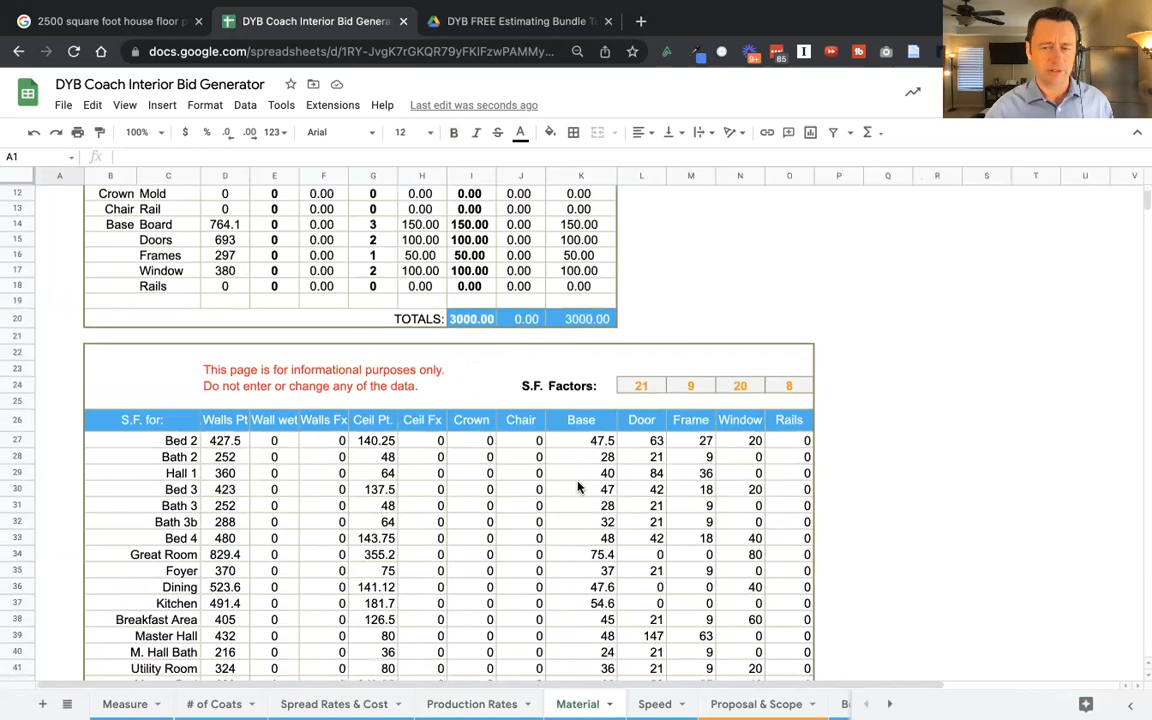 2500 square foot house floor p
DYB Coach Interior Bid Genera
DYB FREE Estimating Bundle T
docs.google.com/spreadsheets/d/1RY-JvgK7rGKQR79yFKlFzwPAMMy...
9+
85
DYB Coach Interior Bid Generator
File Edit View Insert Format Data Tools Extensions Help Last edit was seconds ago
100% $ % .0 .00 123 Arial 12 B I S A
A1 fx
A B C D E F G H I J K L M N O P Q R S T U V
12 Crown Mold 0 0 0.00 0 0.00 0.00 0.00 0.00
13 Chair Rail 0 0 0.00 0 0.00 0.00 0.00 0.00
14 Base Board 764.1 0 0.00 3 150.00 150.00 0.00 150.00
15 Doors 693 0 0.00 2 100.00 100.00 0.00 100.00
16 Frames 297 0 0.00 1 50.00 50.00 0.00 50.00
17 Window 380 0 0.00 2 100.00 100.00 0.00 100.00
18 Rails 0 0 0.00 0 0.00 0.00 0.00 0.00
19
20 TOTALS: 3000.00 0.00 3000.00
21
22
23 This page is for informational purposes only.
24 Do not enter or change any of the data. S.F. Factors: 21 9 20 8
25
26 S.F. for: Walls Pt Wall wet Walls Fx Ceil Pt. Ceil Fx Crown Chair Base Door Frame Window Rails
27 Bed 2 427.5 0 0 140.25 0 0 0 47.5 63 27 20 0
28 Bath 2 252 0 0 48 0 0 0 28 21 9 0 0
29 Hall 1 360 0 0 64 0 0 0 40 84 36 0 0
30 Bed 3 423 0 0 137.5 0 0 0 47 42 18 20 0
31 Bath 3 252 0 0 48 0 0 0 28 21 9 0 0
32 Bath 3b 288 0 0 64 0 0 0 32 21 9 0 0
33 Bed 4 480 0 0 143.75 0 0 0 48 42 18 40 0
34 Great Room 829.4 0 0 355.2 0 0 0 75.4 0 0 80 0
35 Foyer 370 0 0 75 0 0 0 37 21 9 0 0
36 Dining 523.6 0 0 141.12 0 0 0 47.6 0 0 40 0
37 Kitchen 491.4 0 0 181.7 0 0 0 54.6 0 0 0 0
38 Breakfast Area 405 0 0 126.5 0 0 0 45 21 9 60 0
39 Master Hall 432 0 0 80 0 0 0 48 147 63 0 0
40 M. Hall Bath 216 0 0 36 0 0 0 24 21 9 0 0
41 Utility Room 324 0 0 80 0 0 0 36 21 9 20 0
Measure # of Coats Spread Rates & Cost Production Rates Material Speed Proposal & Scope